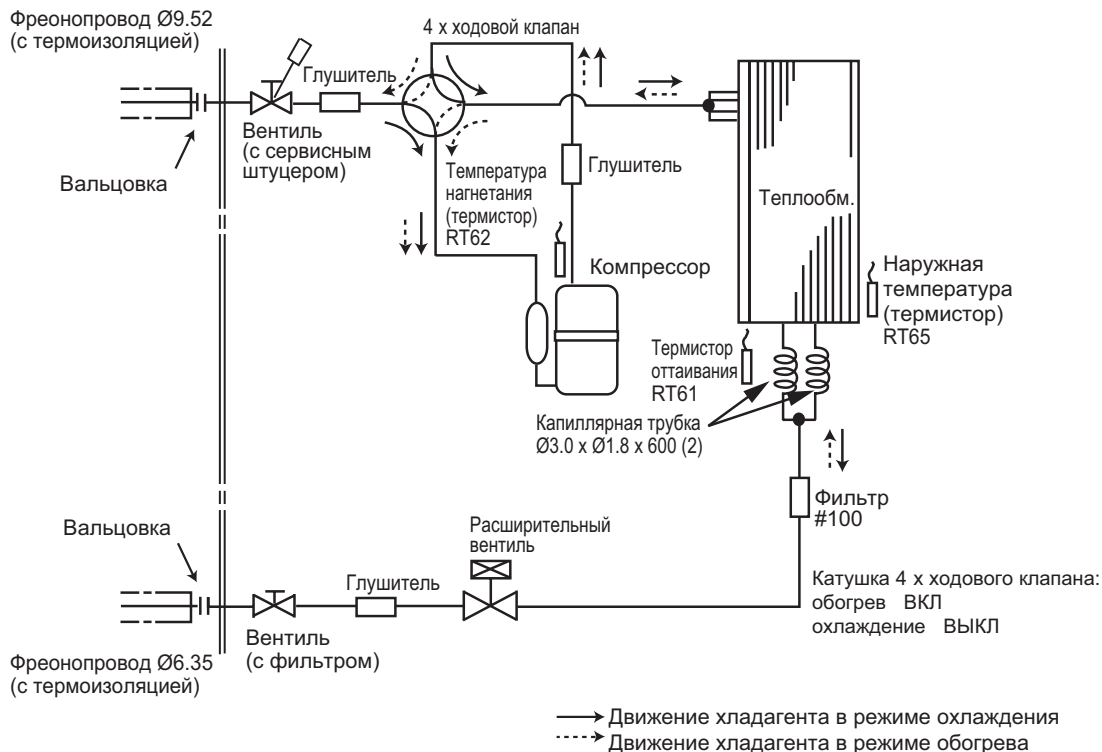 Фреонопровод Ø9.52
(с термоизоляцией)
4 х ходовой клапан
Глушитель
Вентиль
(с сервисным
штуцером)
Вальцовка
Температура
нагнетания
(термистор)
RT62
Глушитель
Компрессор
Теплообм.
Наружная
температура
(термистор)
RT65
Термистор
оттаивания
RT61
Капиллярная трубка
Ø3.0 x Ø1.8 x 600 (2)
Фильтр
#100
Вальцовка
Расширительный
вентиль
Глушитель
Вентиль
(с фильтром)
Фреонопровод Ø6.35
(с термоизоляцией)
Катушка 4 х ходового клапана:
обогрев ВКЛ
охлаждение ВЫКЛ
Движение хладагента в режиме охлаждения
Движение хладагента в режиме обогрева